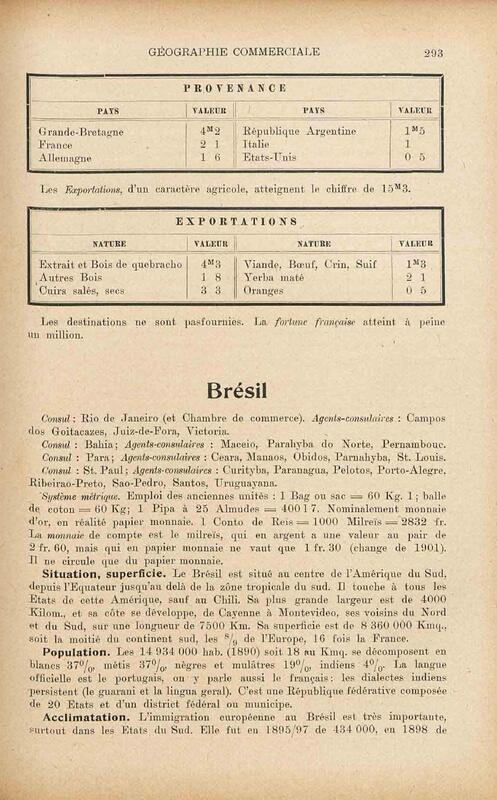 GÉOGRAPHIE COMMERCIALE 293
PROVENANCE
PAYS VALEUR PAYS VALEUR
Grande-Bretagne 4M2 République Argentine 1M5
France 2 1 Italie 1
Allemagne 1 6 Etats-Unis 0 5
Les Exportations, d'un caractère agricole, atteignent le chiffre de 15M3.
EXPORTATIONS
NATURE VALEUR NATURE VALEUR
Extrait et Bois de quebracho 4M3 Viande, Bœuf, Crin, Suif 1M3
Autres Bois 1 8 Yerba maté 2 1
Cuirs salés, secs 3 3 Oranges 0 5
Les destinations ne sont pasfournies. La fortune française atteint à peine
un million.
Brésil
Consul : Rio de Janeiro (et Chambre de commerce). Agents-consulaires : Campos
dos Goitacazes, Juiz-de-Fora, Victoria.
Consul : Bahia; Agents-consulaires : Maceio, Parahyba do Norte, Pernambouc.
Consul : Para; Agents-consulaires : Ceara, Manaos, Obidos, Parnahyba, St. Louis.
Consul : St. Paul; Agents-consulaires : Curityba, Paranagua, Pelotos, Porto-Alegre,
Ribeirao-Preto, Sao-Pedro, Santos, Uruguayana.
Système métrique. Emploi des anciennes unités : 1 Bag ou sac = 60 Kg. 1; balle
de coton = 60 Kg; 1 Pipa à 25 Almudes = 400 l 7. Nominalement monnaie
d'or, en réalité papier monnaie. 1 Conto de Reis = 1000 Milreïs = 2832 fr.
La monnaie de compte est le milreïs, qui en argent a une valeur au pair de
2 fr. 60, mais qui en papier monnaie ne vaut que 1 fr. 30 (change de 1901).
Il ne circule que du papier monnaie.
Situation, superficie. Le Brésil est situé au centre de l'Amérique du Sud,
depuis l'Equateur jusqu'au delà de la zône tropicale du sud. Il touche à tous les
Etats de cette Amérique, sauf au Chili. Sa plus grande largeur est de 4000
Kilom., et sa côte se développe, de Cayenne à Montevideo, ses voisins du Nord
et du Sud, sur une longueur de 7500 Km. Sa superficie est de 8 360 000 Kmq.,
soit la moitié du continent sud, les 8/9 de l'Europe, 16 fois la France.
Population. Les 14 934 000 hab. (1890) soit 18 au Kmq. se décomposent en
blancs 37%, métis 37%, nègres et mulâtres 19%, indiens 4%. La langue
officielle est le portugais, on y parle aussi le français : les dialectes indiens
persistent (le guarani et la lingua geral). C'est une République fédérative composée
de 20 Etats et d'un district fédéral ou municipe.
Acclimatation. L'immigration européenne au Brésil est très importante,
surtout dans les Etats du Sud. Elle fut en 1895/97 de 434 000, en 1898 de